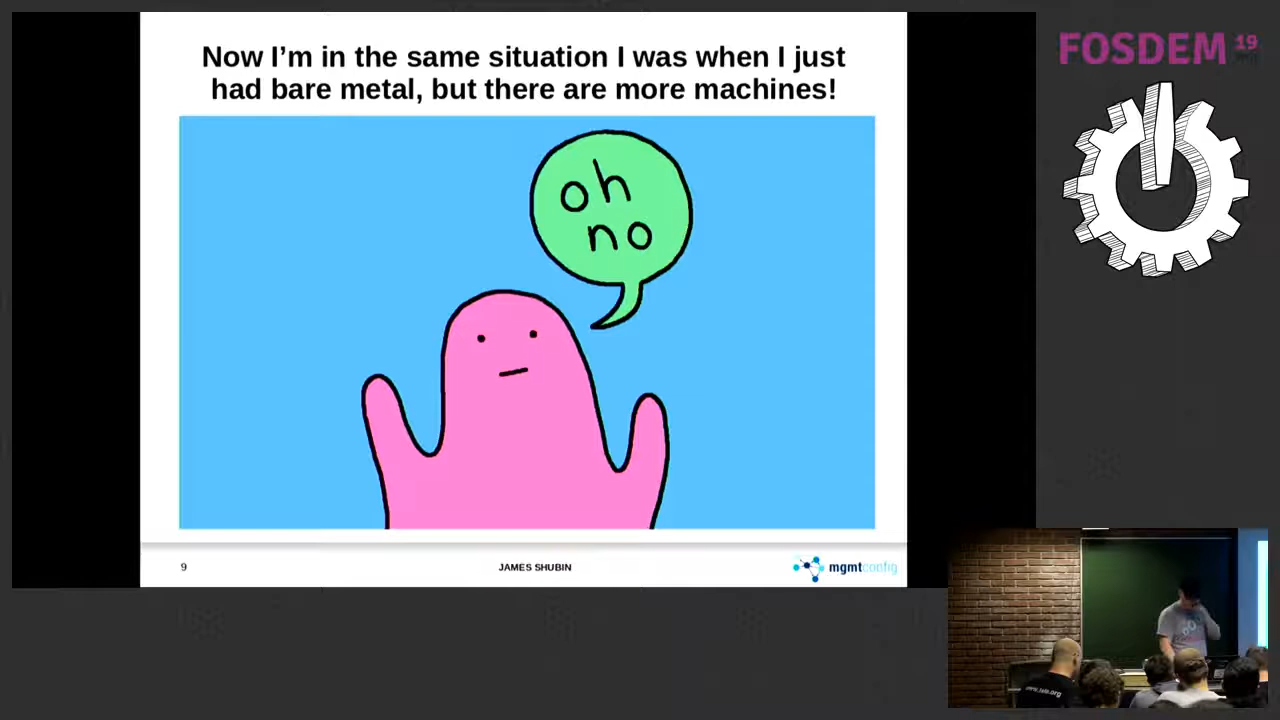 Now I'm in the same situation I was when I just
had bare metal, but there are more machines!
oh
no
9
JAMES SHUBIN
mgmtconfig
FOSDEM 19